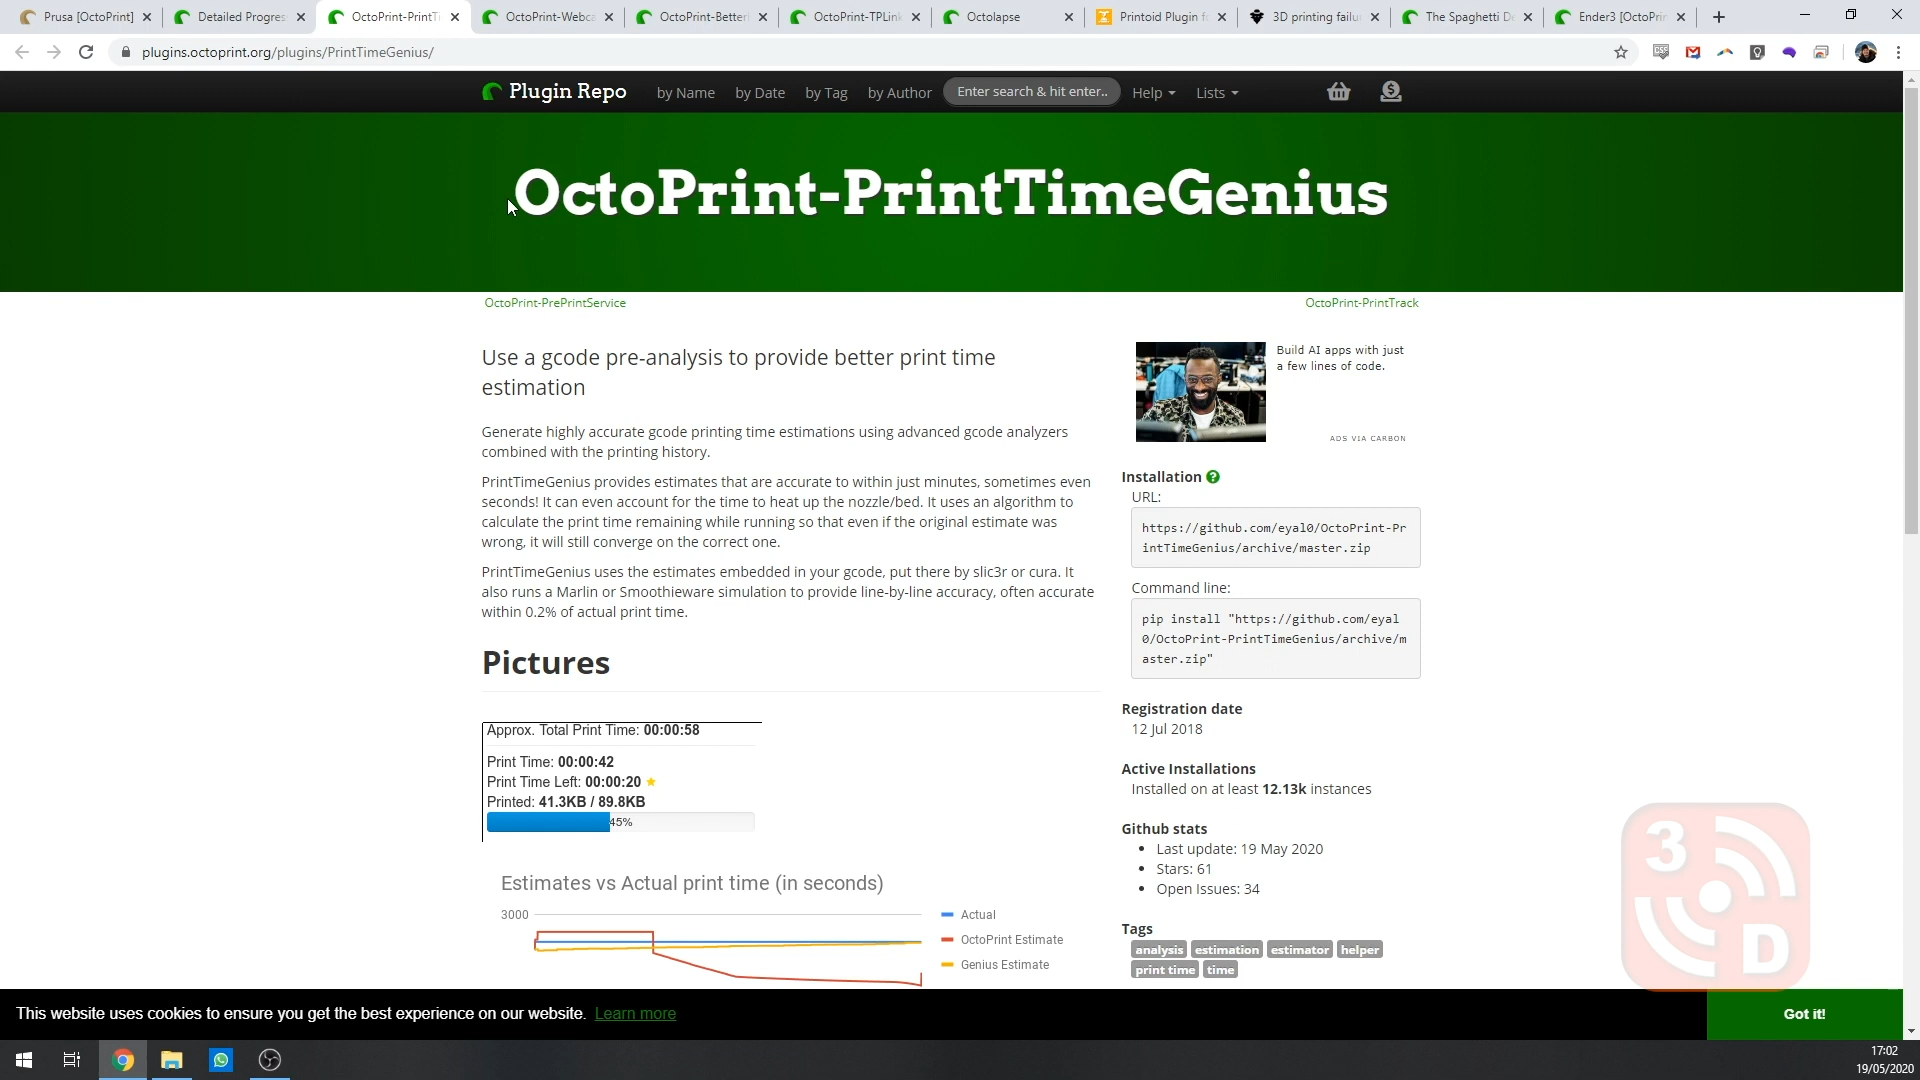 Prusa [OctoPrint]
Detailed Progres
OctoPrint-PrintTi
OctoPrint-Webca
OctoPrint-Better
OctoPrint-TPLink
Octolapse
Printoid Plugin f
3D printing failu
The Spaghetti De
Ender3 [OctoPrin
plugins.octoprint.org/plugins/PrintTimeGenius/
Plugin Repo
by Name
by Date
by Tag
by Author
Enter search & hit enter..
Help
Lists
OctoPrint-PrintTimeGenius
OctoPrint-PrePrintService
OctoPrint-PrintTrack
Use a gcode pre-analysis to provide better print time
estimation
Generate highly accurate gcode printing time estimations using advanced gcode analyzers
combined with the printing history.
PrintTimeGenius provides estimates that are accurate to within just minutes, sometimes even
seconds! It can even account for the time to heat up the nozzle/bed. It uses an algorithm to
calculate the print time remaining while running so that even if the original estimate was
wrong, it will still converge on the correct one.
PrintTimeGenius uses the estimates embedded in your gcode, put there by slic3r or cura. It
also runs a Marlin or Smoothieware simulation to provide line-by-line accuracy, often accurate
within 0.2% of actual print time.
Pictures
Approx. Total Print Time: 00:00:58
Print Time: 00:00:42
Print Time Left: 00:00:20
Printed: 41.3KB / 89.8KB
45%
Estimates vs Actual print time (in seconds)
3000
Actual
OctoPrint Estimate
Genius Estimate
Build AI apps with just
a few lines of code.
ADS VIA CARBON
Installation
URL:
https://github.com/eyal0/OctoPrint-Pr
intTimeGenius/archive/master.zip
Command line:
pip install "https://github.com/eyal
0/OctoPrint-PrintTimeGenius/archive/m
aster.zip"
Registration date
12 Jul 2018
Active Installations
Installed on at least 12.13k instances
Github stats
Last update: 19 May 2020
Stars: 61
Open Issues: 34
Tags
analysis estimation estimator helper
print time time
3
D
This website uses cookies to ensure you get the best experience on our website. Learn more
Got it!
17:02
19/05/2020